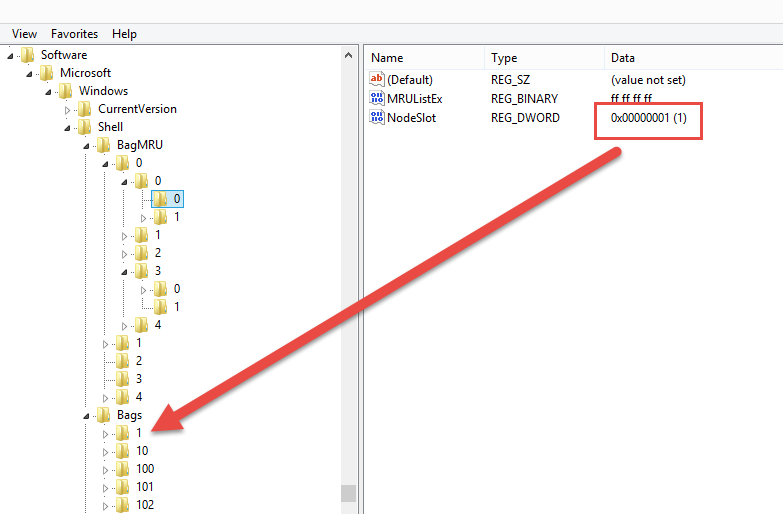 View Favorites Help
Software
Microsoft
Windows
CurrentVersion
Shell
BagMRU
0
0
0
1
1
2
3
0
1
4
1
2
3
4
Bags
1
10
100
101
102
Name Type Data
ab (Default) REG_SZ (value not set)
MRUListEx REG_BINARY ff ff ff ff
NodeSlot REG_DWORD 0x00000001 (1)